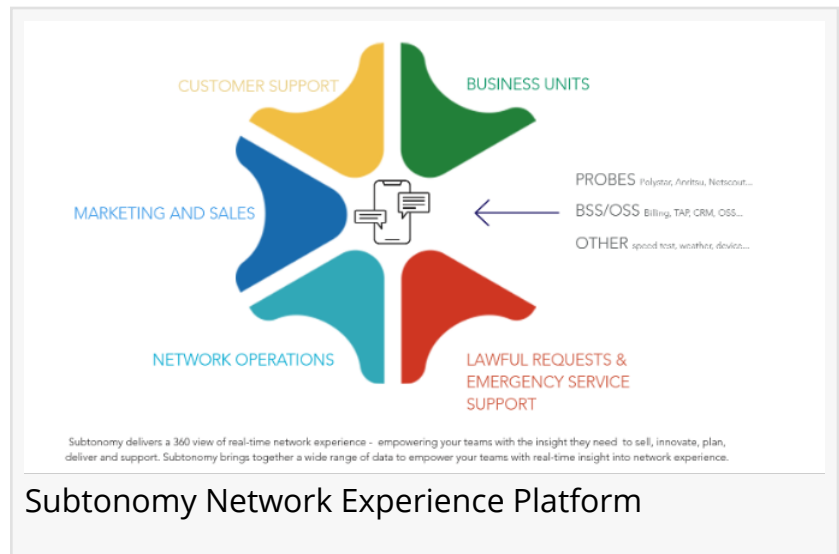 CUSTOMER SUPPORT
BUSINESS UNITS
PROBES Polystar, Anritsu, Netscout...
MARKETING AND SALES
BSS/OSS Billing, TAP, CRM, OSS...
OTHER speed test, weather, device...
NETWORK OPERATIONS
LAWFUL REQUESTS &
EMERGENCY SERVICE
SUPPORT
Subtonomy delivers a 360 view of real-time network experience - empowering your teams with the insight they need to sell, innovate, plan,
deliver and support. Subtonomy brings together a wide range of data to empower your teams with real-time insight into network experience.
Subtonomy Network Experience Platform